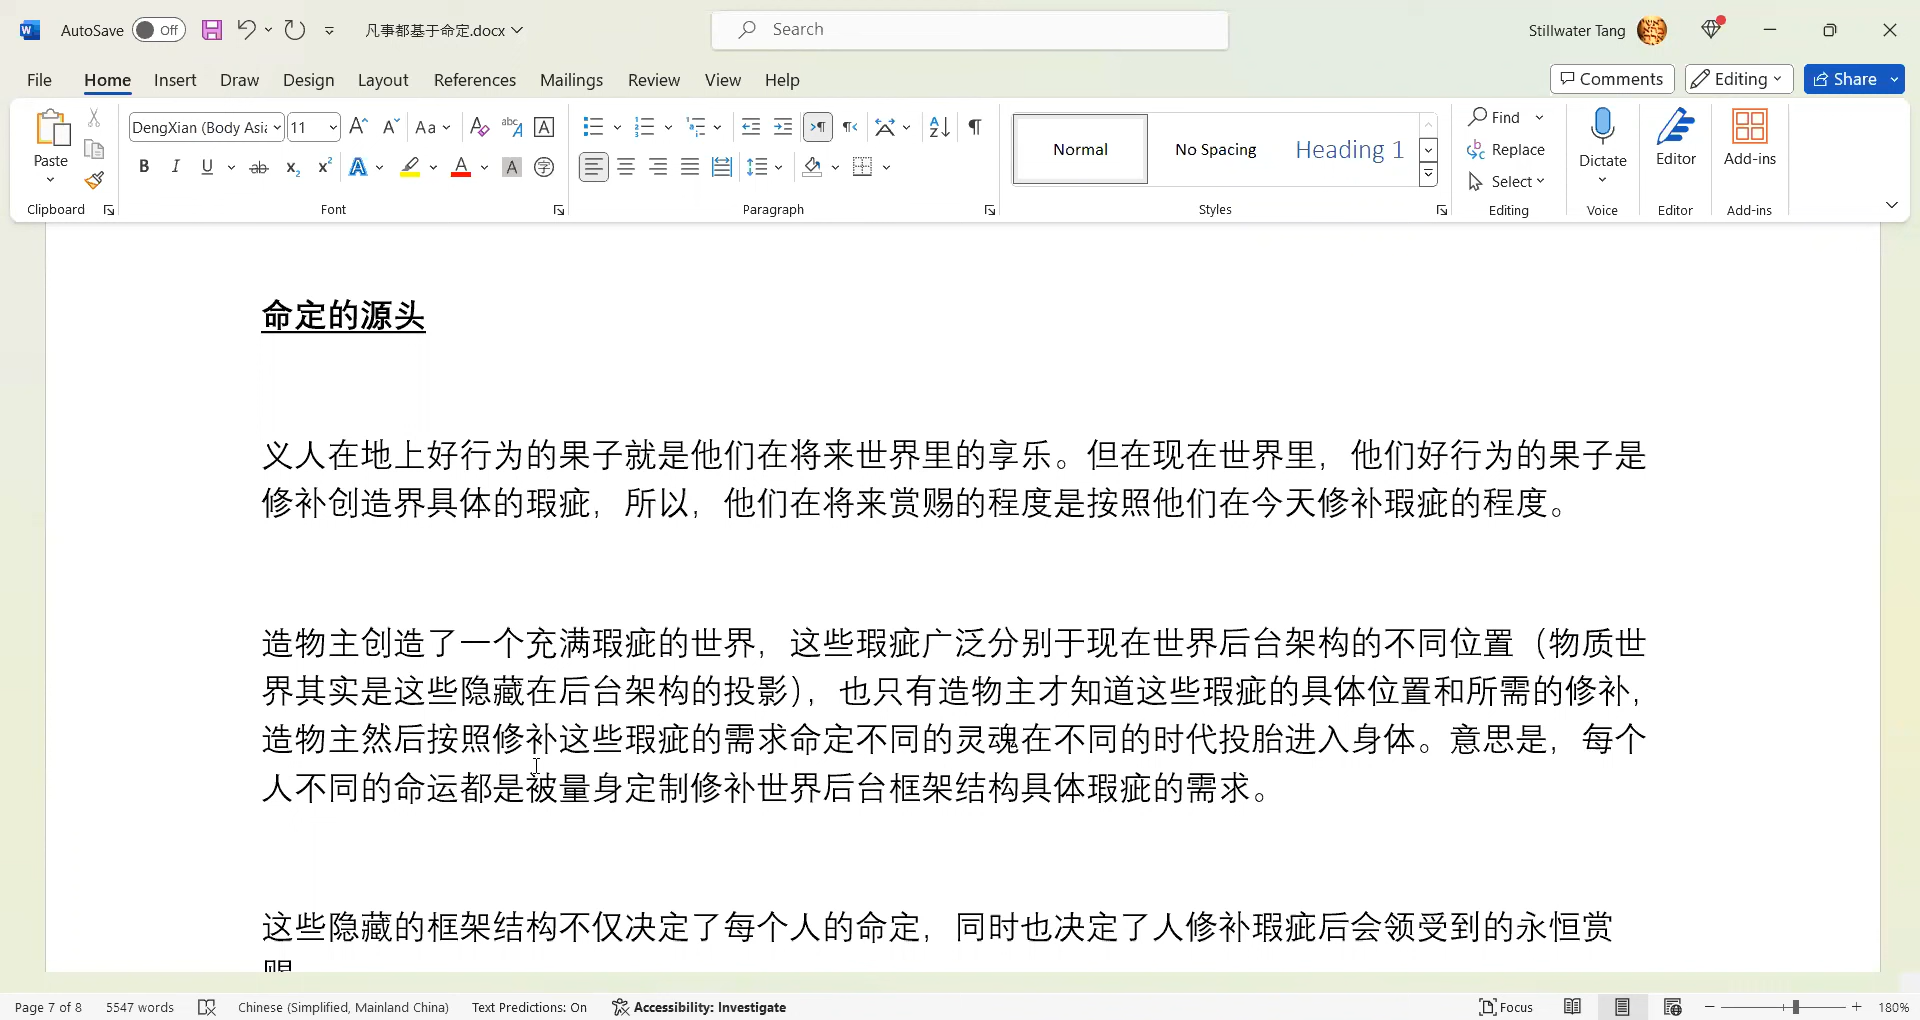 AutoSave Off 凡事都基于命定.docx Search Stillwater Tang
File Home Insert Draw Design Layout References Mailings Review View Help Comments Editing Share
DengXian (Body Asia 11 Aa Find
Paste Normal No Spacing Heading 1 Replace Dictate Editor Add-ins
B I U ab Select
Clipboard Font Paragraph Styles Editing Voice Editor Add-ins
命定的源头
义人在地上好行为的果子就是他们在将来世界里的享乐。但在现在世界里，他们好行为的果子是
修补创造界具体的瑕疵，所以，他们在将来赏赐的程度是按照他们在今天修补瑕疵的程度。
造物主创造了一个充满瑕疵的世界，这些瑕疵广泛分别于现在世界后台架构的不同位置（物质世
界其实是这些隐藏在后台架构的投影），也只有造物主才知道这些瑕疵的具体位置和所需的修补，
造物主然后按照修补这些瑕疵的需求命定不同的灵魂在不同的时代投胎进入身体。意思是，每个
人不同的命运都是被量身定制修补世界后台框架结构具体瑕疵的需求。
这些隐藏的框架结构不仅决定了每个人的命定，同时也决定了人修补瑕疵后会领受到的永恒赏
Page 7 of 8 5547 words Chinese (Simplified, Mainland China) Text Predictions: On Accessibility: Investigate Focus 180%